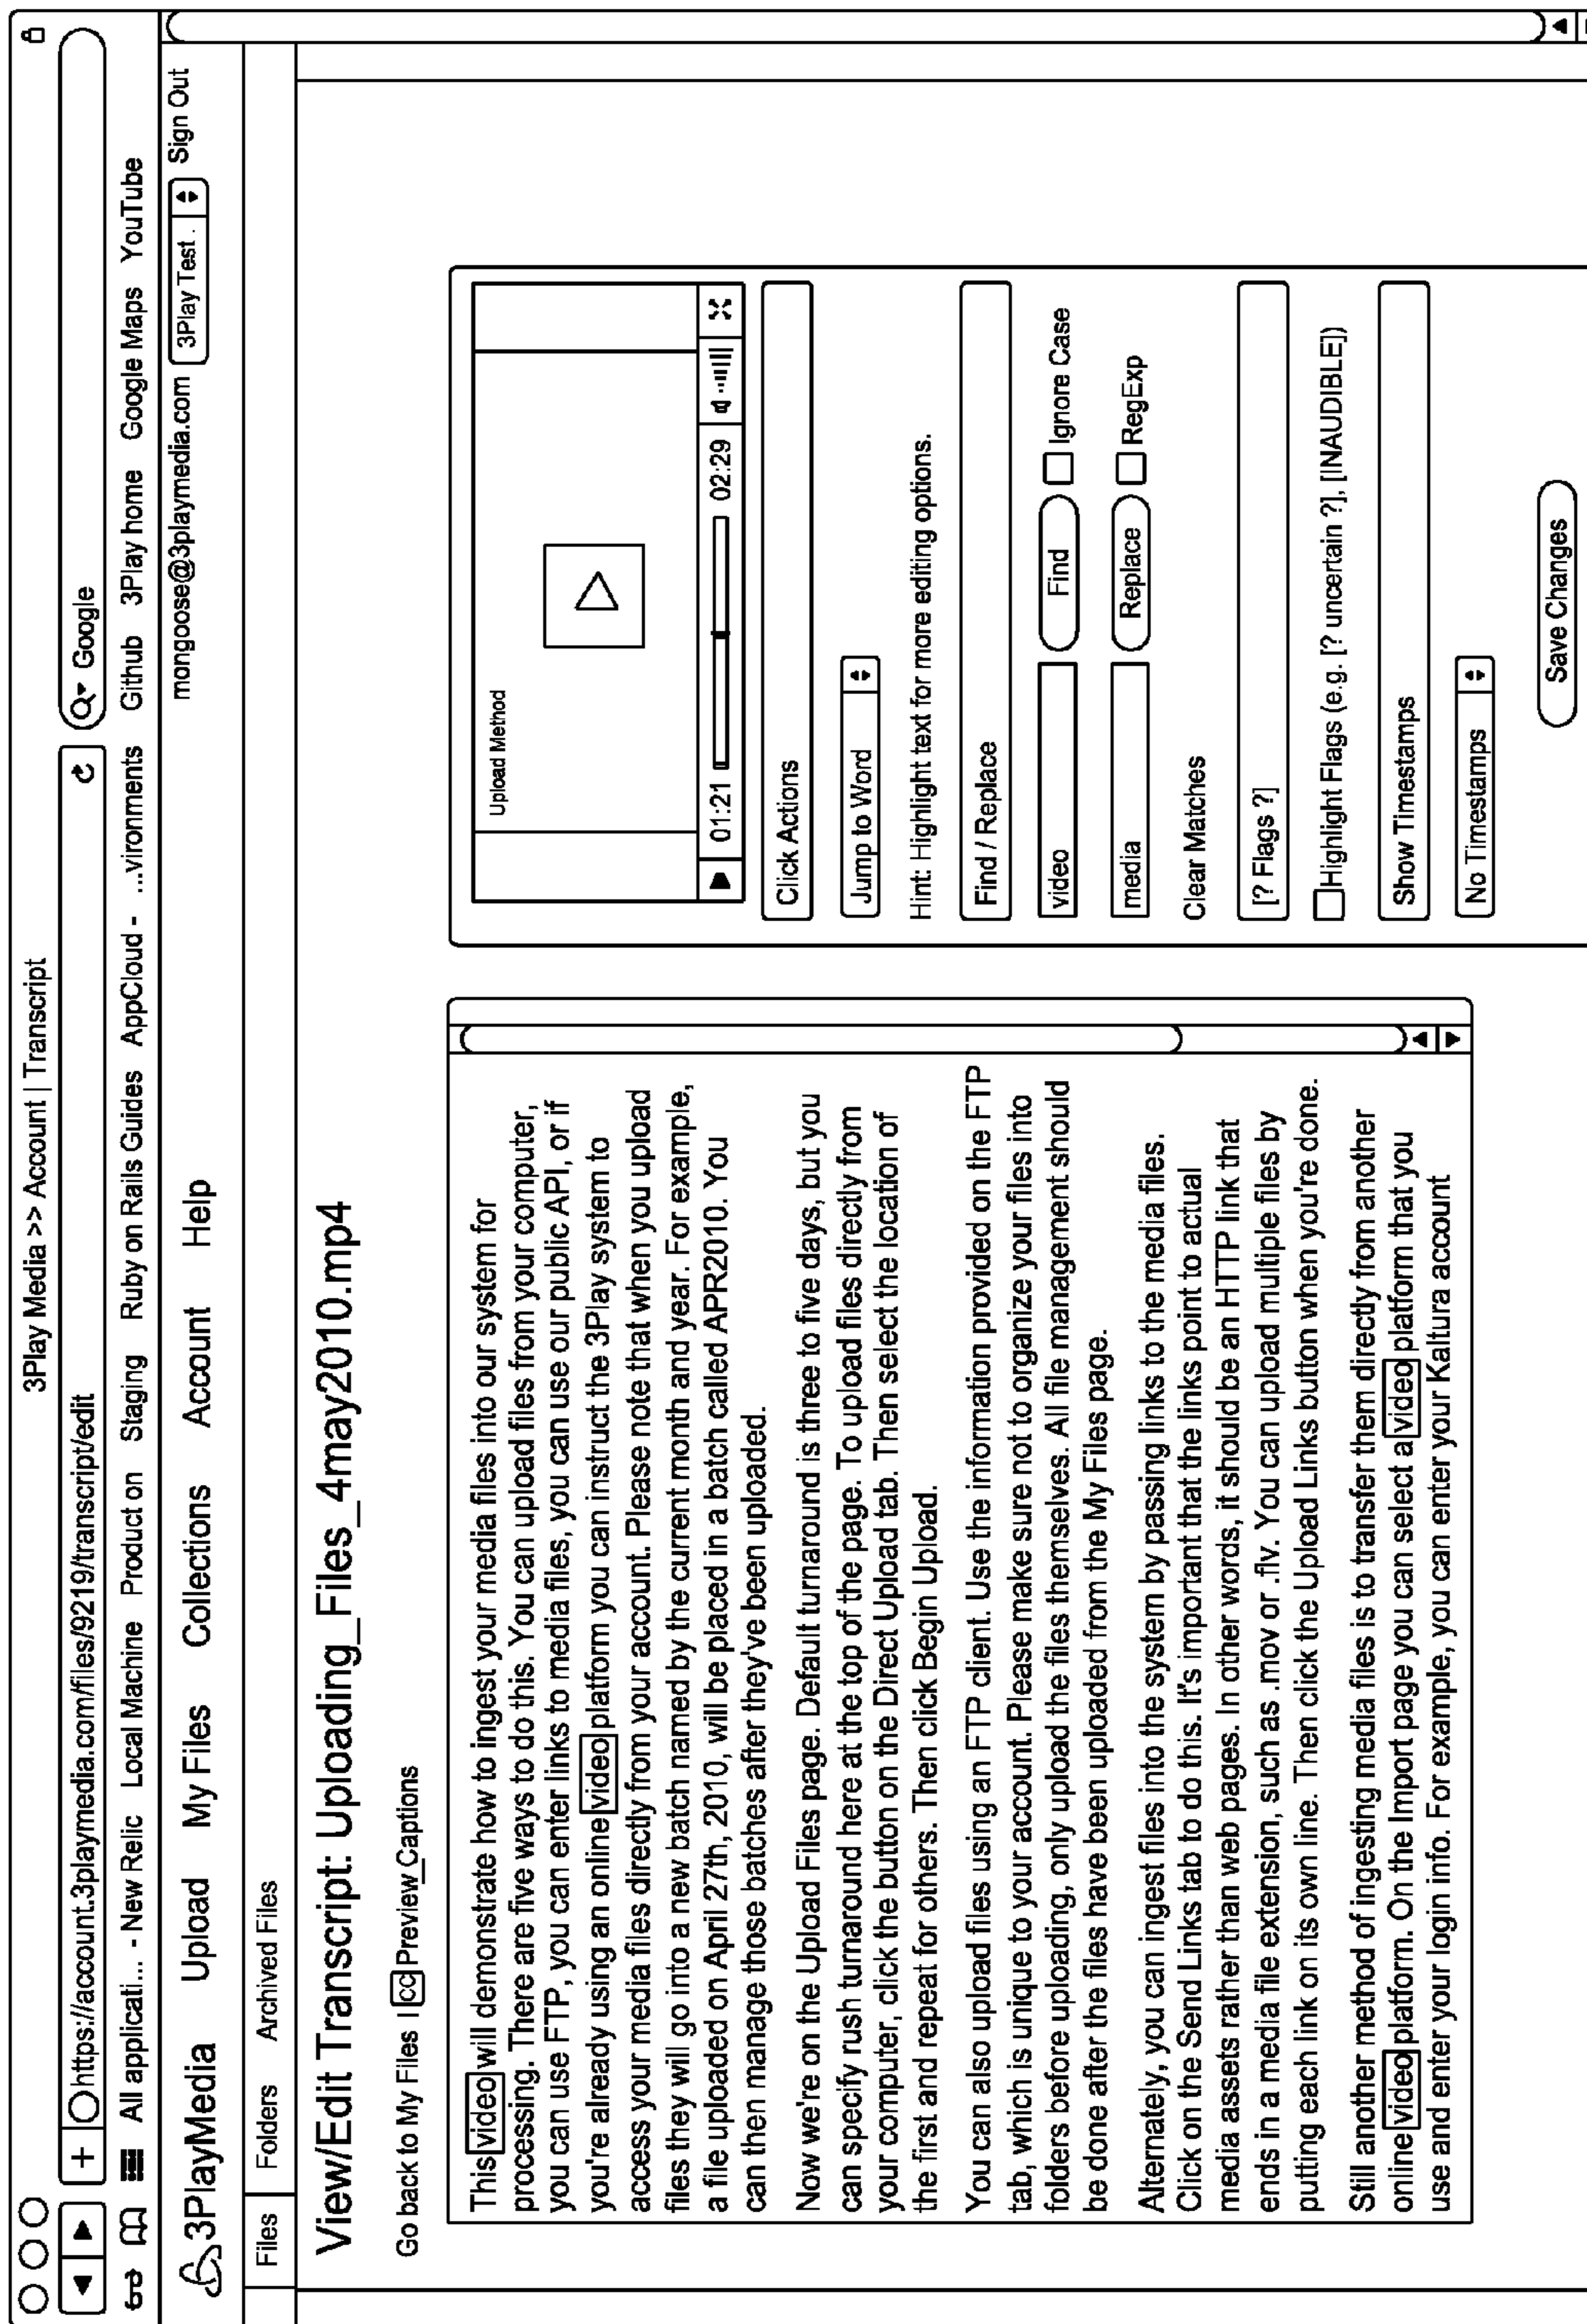 3Play Media >> Account | Transcript
https://account.3playmedia.com/files/9219/transcript/edit
Google
All applicati... - New Relic Local Machine Product on Staging Ruby on Rails Guides AppCloud - ...vironments Github 3Play home Google Maps YouTube
3PlayMedia Upload My Files Collections Account Help
mongoose@3playmedia.com 3Play Test . Sign Out
Files Folders Archived Files
View/Edit Transcript: Uploading_Files_4may2010.mp4
Go back to My Files | cc Preview_Captions
This video will demonstrate how to ingest your media files into our system for
processing. There are five ways to do this. You can upload files from your computer,
you can use FTP, you can enter links to media files, you can use our public API, or if
you're already using an online video platform you can instruct the 3Play system to
access your media files directly from your account. Please note that when you upload
files they will go into a new batch named by the current month and year. For example,
a file uploaded on April 27th, 2010, will be placed in a batch called APR2010. You
can then manage those batches after they've been uploaded.
Now we're on the Upload Files page. Default turnaround is three to five days, but you
can specify rush turnaround here at the top of the page. To upload files directly from
your computer, click the button on the Direct Upload tab. Then select the location of
the first and repeat for others. Then click Begin Upload.
You can also upload files using an FTP client. Use the information provided on the FTP
tab, which is unique to your account. Please make sure not to organize your files into
folders before uploading, only upload the files themselves. All file management should
be done after the files have been uploaded from the My Files page.
Alternately, you can ingest files into the system by passing links to the media files.
Click on the Send Links tab to do this. It's important that the links point to actual
media assets rather than web pages. In other words, it should be an HTTP link that
ends in a media file extension, such as .mov or .flv. You can upload multiple files by
putting each link on its own line. Then click the Upload Links button when you're done.
Still another method of ingesting media files is to transfer them directly from another
online video platform. On the Import page you can select a video platform that you
use and enter your login info. For example, you can enter your Kaltura account
Upload Method
01:21 02:29
Click Actions
Jump to Word
Hint: Highlight text for more editing options.
Find / Replace
video Find Ignore Case
media Replace RegExp
Clear Matches
[? Flags ?]
Highlight Flags (e.g. [? uncertain ?], [INAUDIBLE])
Show Timestamps
No Timestamps
Save Changes